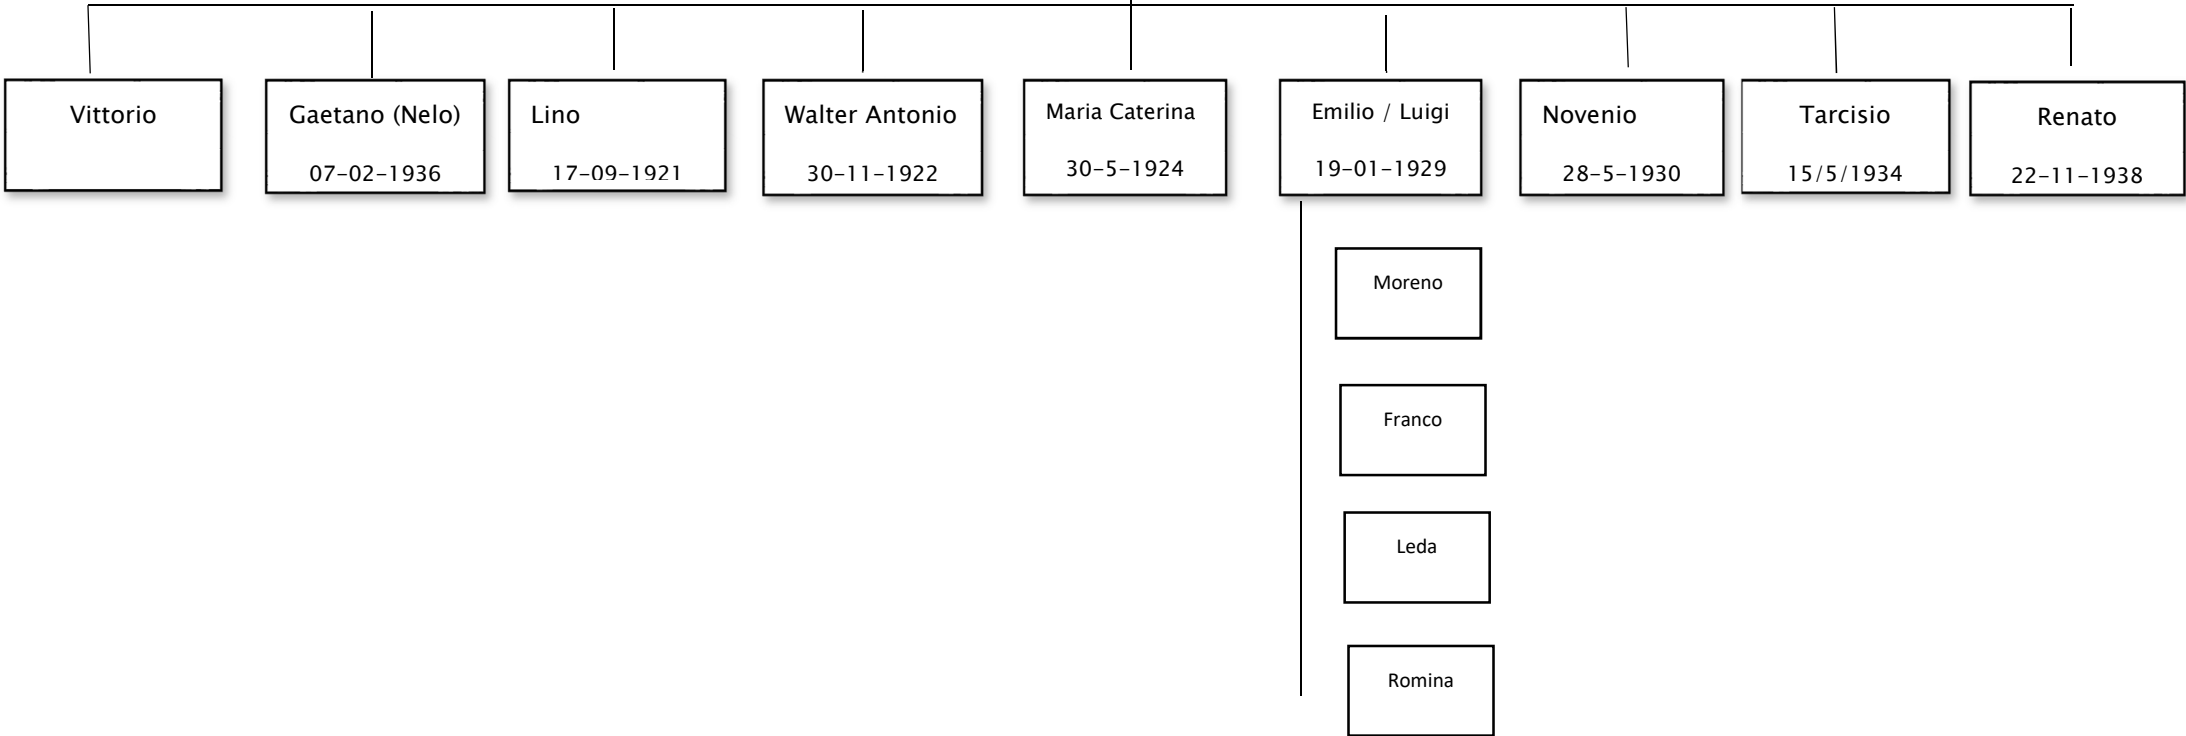 Vittorio
Gaetano (Nelo)
07-02-1936
Lino
17-09-1921
Walter Antonio
30-11-1922
Maria Caterina
30-5-1924
Emilio / Luigi
19-01-1929
Novenio
28-5-1930
Tarcisio
15/5/1934
Renato
22-11-1938
Moreno
Franco
Leda
Romina